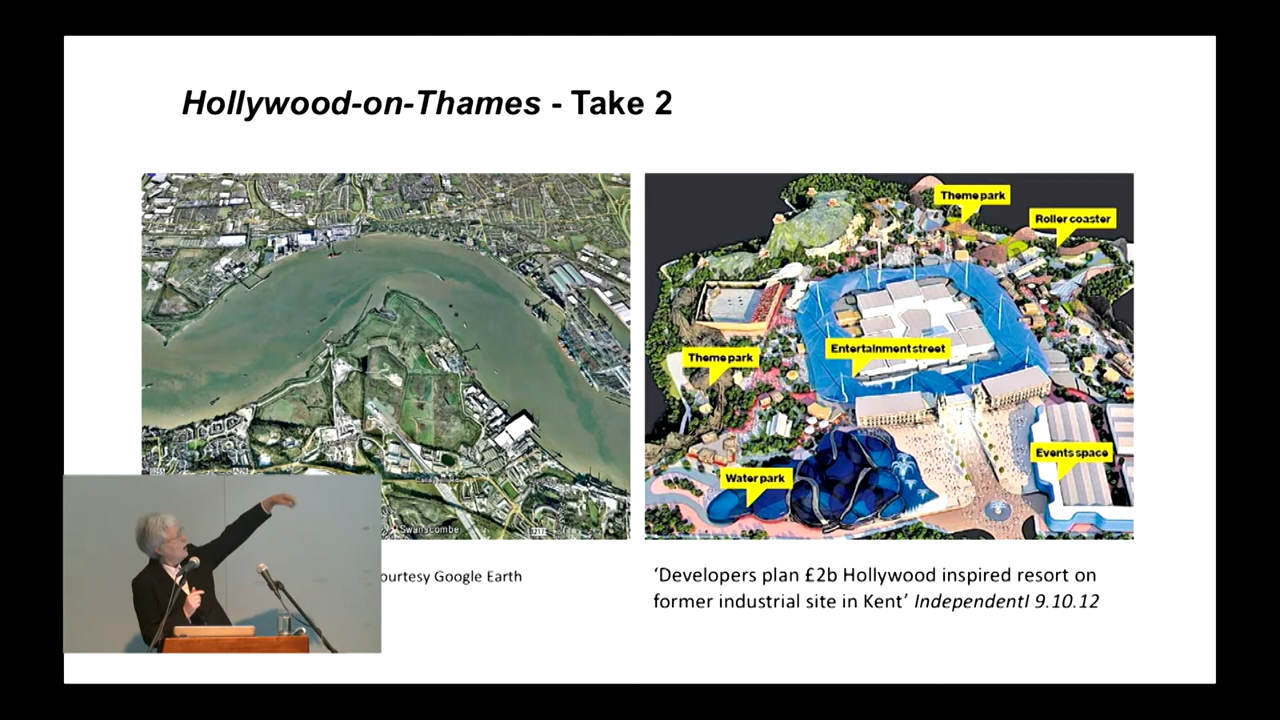 Hollywood-on-Thames - Take 2
Theme park
Roller coaster
Entertainment street
Theme park
Events space
Water park
Swanscombe
ourtesy Google Earth
‘Developers plan £2b Hollywood inspired resort on
former industrial site in Kent’ IndependentI 9.10.12